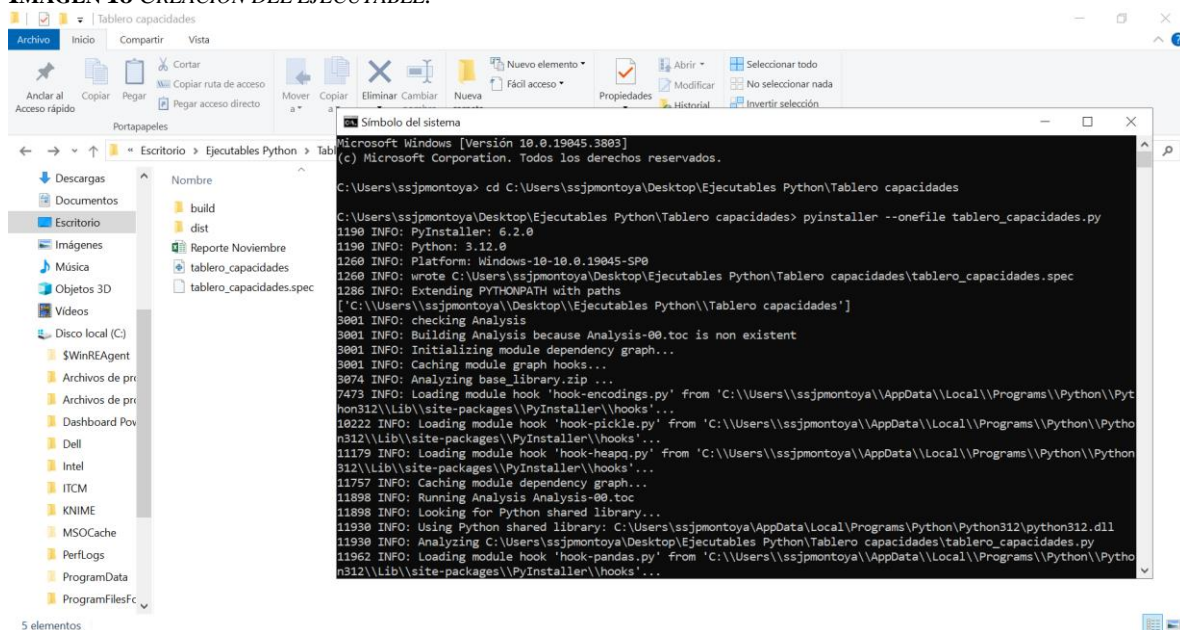 IMAGEN 18 CREACIÓN DEL EJECUTABLE.
Tablero capacidades
Archivo Inicio Compartir Vista
Andar al Acceso rápido
Copiar
Pegar
Cortar
Copiar ruta de acceso
Pegar acceso directo
Mover a
Copiar a
Eliminar
Cambiar
Nueva
Nuevo elemento
Fácil acceso
Propiedades
Abrir
Modificar
Historial
Seleccionar todo
No seleccionar nada
Invertir selección
Portapapeles
« Escritorio > Ejecutables Python > Tabl
Descargas
Documentos
Escritorio
Imágenes
Música
Objetos 3D
Vídeos
Disco local (C:)
$WinREAgent
Archivos de pro
Archivos de pro
Dashboard Pow
Dell
Intel
ITCM
KNIME
MSOCache
PerfLogs
ProgramData
ProgramFilesFo
Nombre
build
dist
Reporte Noviembre
tablero_capacidades
tablero_capacidades.spec
5 elementos
Símbolo del sistema
Microsoft Windows [Versión 10.0.19045.3803]
(c) Microsoft Corporation. Todos los derechos reservados.
C:\Users\ssjpmontoya> cd C:\Users\ssjpmontoya\Desktop\Ejecutables Python\Tablero capacidades
C:\Users\ssjpmontoya\Desktop\Ejecutables Python\Tablero capacidades> pyinstaller --onefile tablero_capacidades.py
1190 INFO: PyInstaller: 6.2.0
1190 INFO: Python: 3.12.0
1260 INFO: Platform: Windows-10-10.0.19045-SP0
1260 INFO: wrote C:\Users\ssjpmontoya\Desktop\Ejecutables Python\Tablero capacidades\tablero_capacidades.spec
1286 INFO: Extending PYTHONPATH with paths
['C:\\Users\\ssjpmontoya\\Desktop\\Ejecutables Python\\Tablero capacidades']
3001 INFO: checking Analysis
3001 INFO: Building Analysis because Analysis-00.toc is non existent
3001 INFO: Initializing module dependency graph...
3001 INFO: Caching module graph hooks...
3074 INFO: Analyzing base_library.zip ...
7473 INFO: Loading module hook 'hook-encodings.py' from 'C:\\Users\\ssjpmontoya\\AppData\\Local\\Programs\\Python\\Pyt
hon312\\Lib\\site-packages\\PyInstaller\\hooks'...
10222 INFO: Loading module hook 'hook-pickle.py' from 'C:\\Users\\ssjpmontoya\\AppData\\Local\\Programs\\Python\\Pytho
n312\\Lib\\site-packages\\PyInstaller\\hooks'...
11179 INFO: Loading module hook 'hook-heapq.py' from 'C:\\Users\\ssjpmontoya\\AppData\\Local\\Programs\\Python\\Python
312\\Lib\\site-packages\\PyInstaller\\hooks'...
11757 INFO: Caching module dependency graph...
11898 INFO: Running Analysis Analysis-00.toc
11898 INFO: Looking for Python shared library...
11930 INFO: Using Python shared library: C:\Users\ssjpmontoya\AppData\Local\Programs\Python\Python312\python312.dll
11930 INFO: Analyzing C:\Users\ssjpmontoya\Desktop\Ejecutables Python\Tablero capacidades\tablero_capacidades.py
11962 INFO: Loading module hook 'hook-pandas.py' from 'C:\\Users\\ssjpmontoya\\AppData\\Local\\Programs\\Python\\Pytho
n312\\Lib\\site-packages\\PyInstaller\\hooks'...